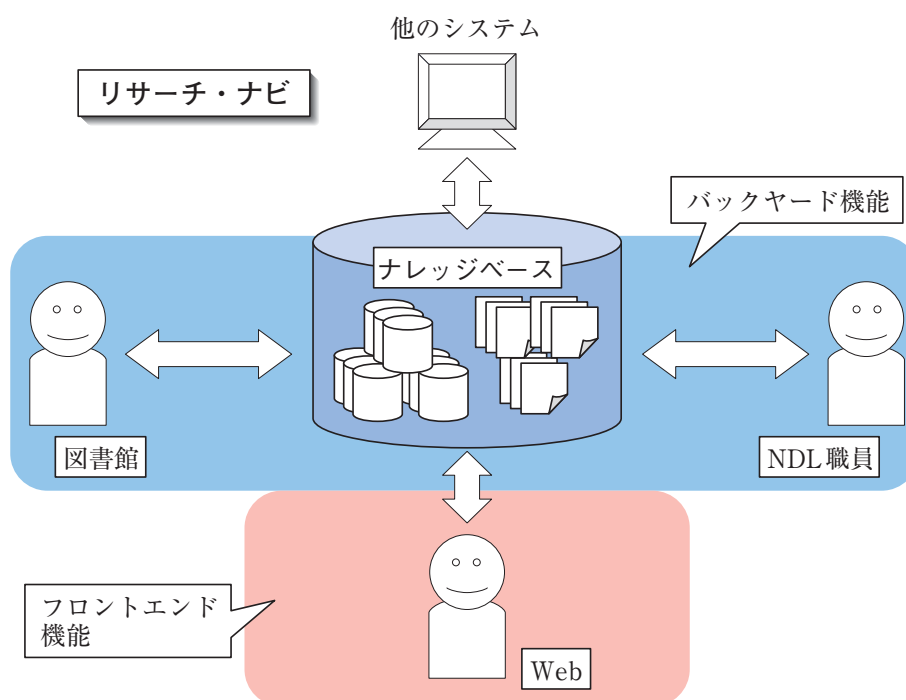 他のシステム
リサーチ・ナビ
バックヤード機能
ナレッジベース
図書館
NDL職員
フロントエンド
機能
Web